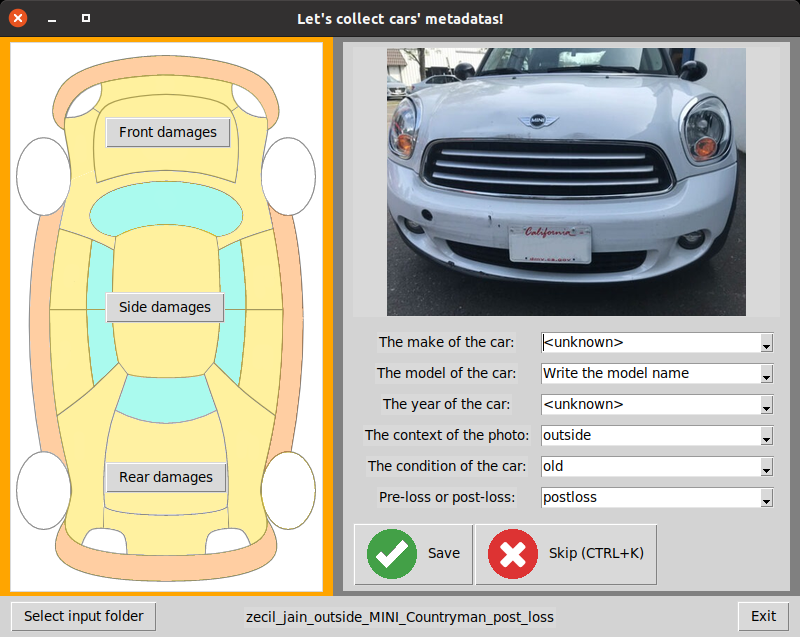 Let's collect cars' metadatas!
Front damages
Side damages
Rear damages
MINI
California
dmv.ca.gov
The make of the car: <unknown>
The model of the car: Write the model name
The year of the car: <unknown>
The context of the photo: outside
The condition of the car: old
Pre-loss or post-loss: postloss
Save
Skip (CTRL+K)
Select input folder
zecil_jain_outside_MINI_Countryman_post_loss
Exit